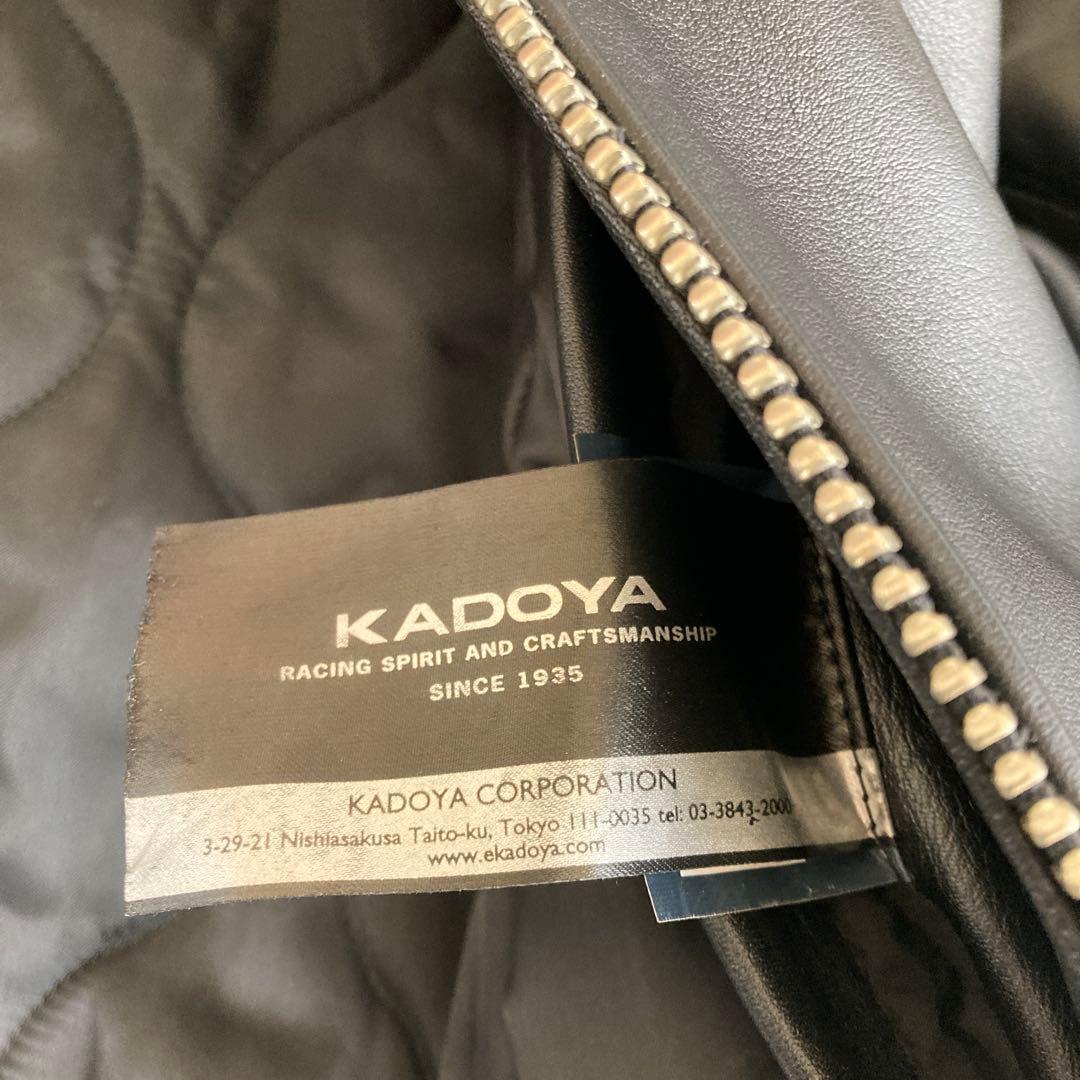 KADOYA
RACING SPIRIT AND CRAFTSMANSHIP
SINCE 1935
KADOYA CORPORATION
3-29-21 Nishiasakusa Taito-ku, Tokyo 111-0035 tel: 03-3843-2000
www.ekadoya.com